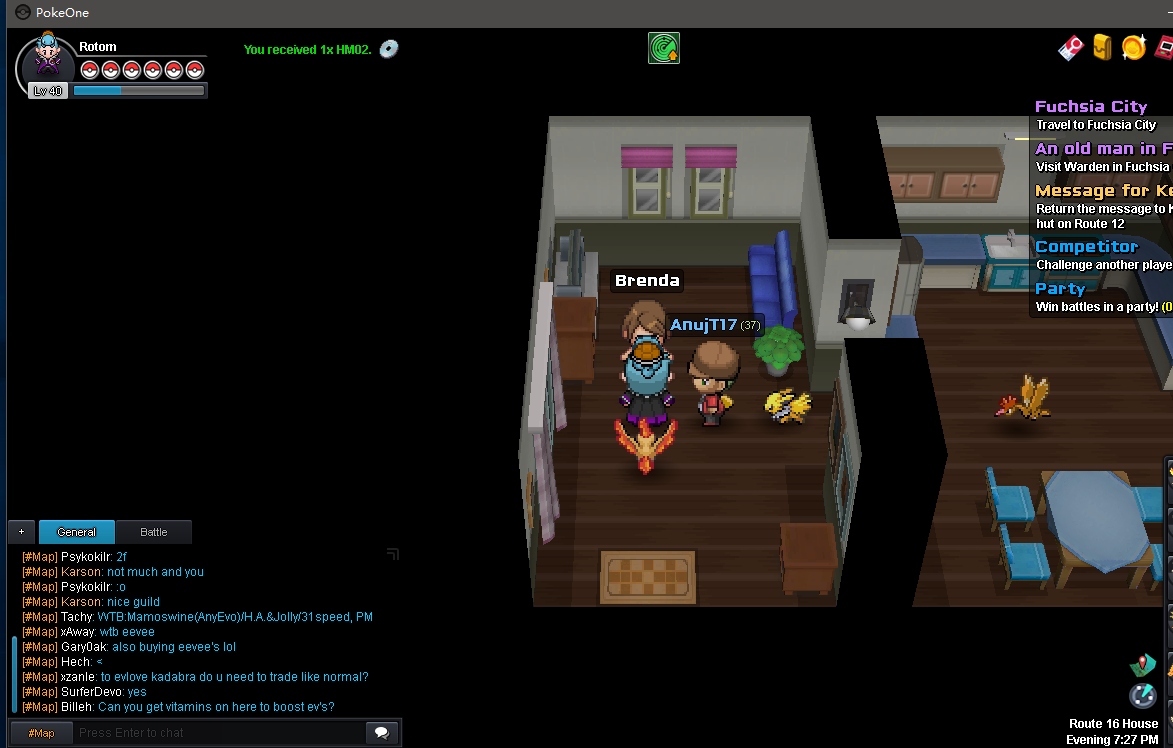 PokeOne
Rotom
Lv 40
You received 1x HM02.
Fuchsia City
Travel to Fuchsia City
An old man in F
Visit Warden in Fuchsia
Message for Ke
Return the message to K
hut on Route 12
Competitor
Challenge another playe
Party
Win battles in a party! (0
Brenda
AnujT17 (37)
+
General
Battle
[#Map] Psykokilr: 2f
[#Map] Karson: not much and you
[#Map] Psykokilr: :o
[#Map] Karson: nice guild
[#Map] Tachy: WTB:Mamoswine(AnyEvo)/H.A.&Jolly/31speed, PM
[#Map] xAway: wtb eevee
[#Map] Gary0ak: also buying eevee's lol
[#Map] Hech: <
[#Map] xzanle: to evlove kadabra do u need to trade like normal?
[#Map] SurferDevo: yes
[#Map] Billeh: Can you get vitamins on here to boost ev's?
#Map
Press Enter to chat
Route 16 House
Evening 7:27 PM